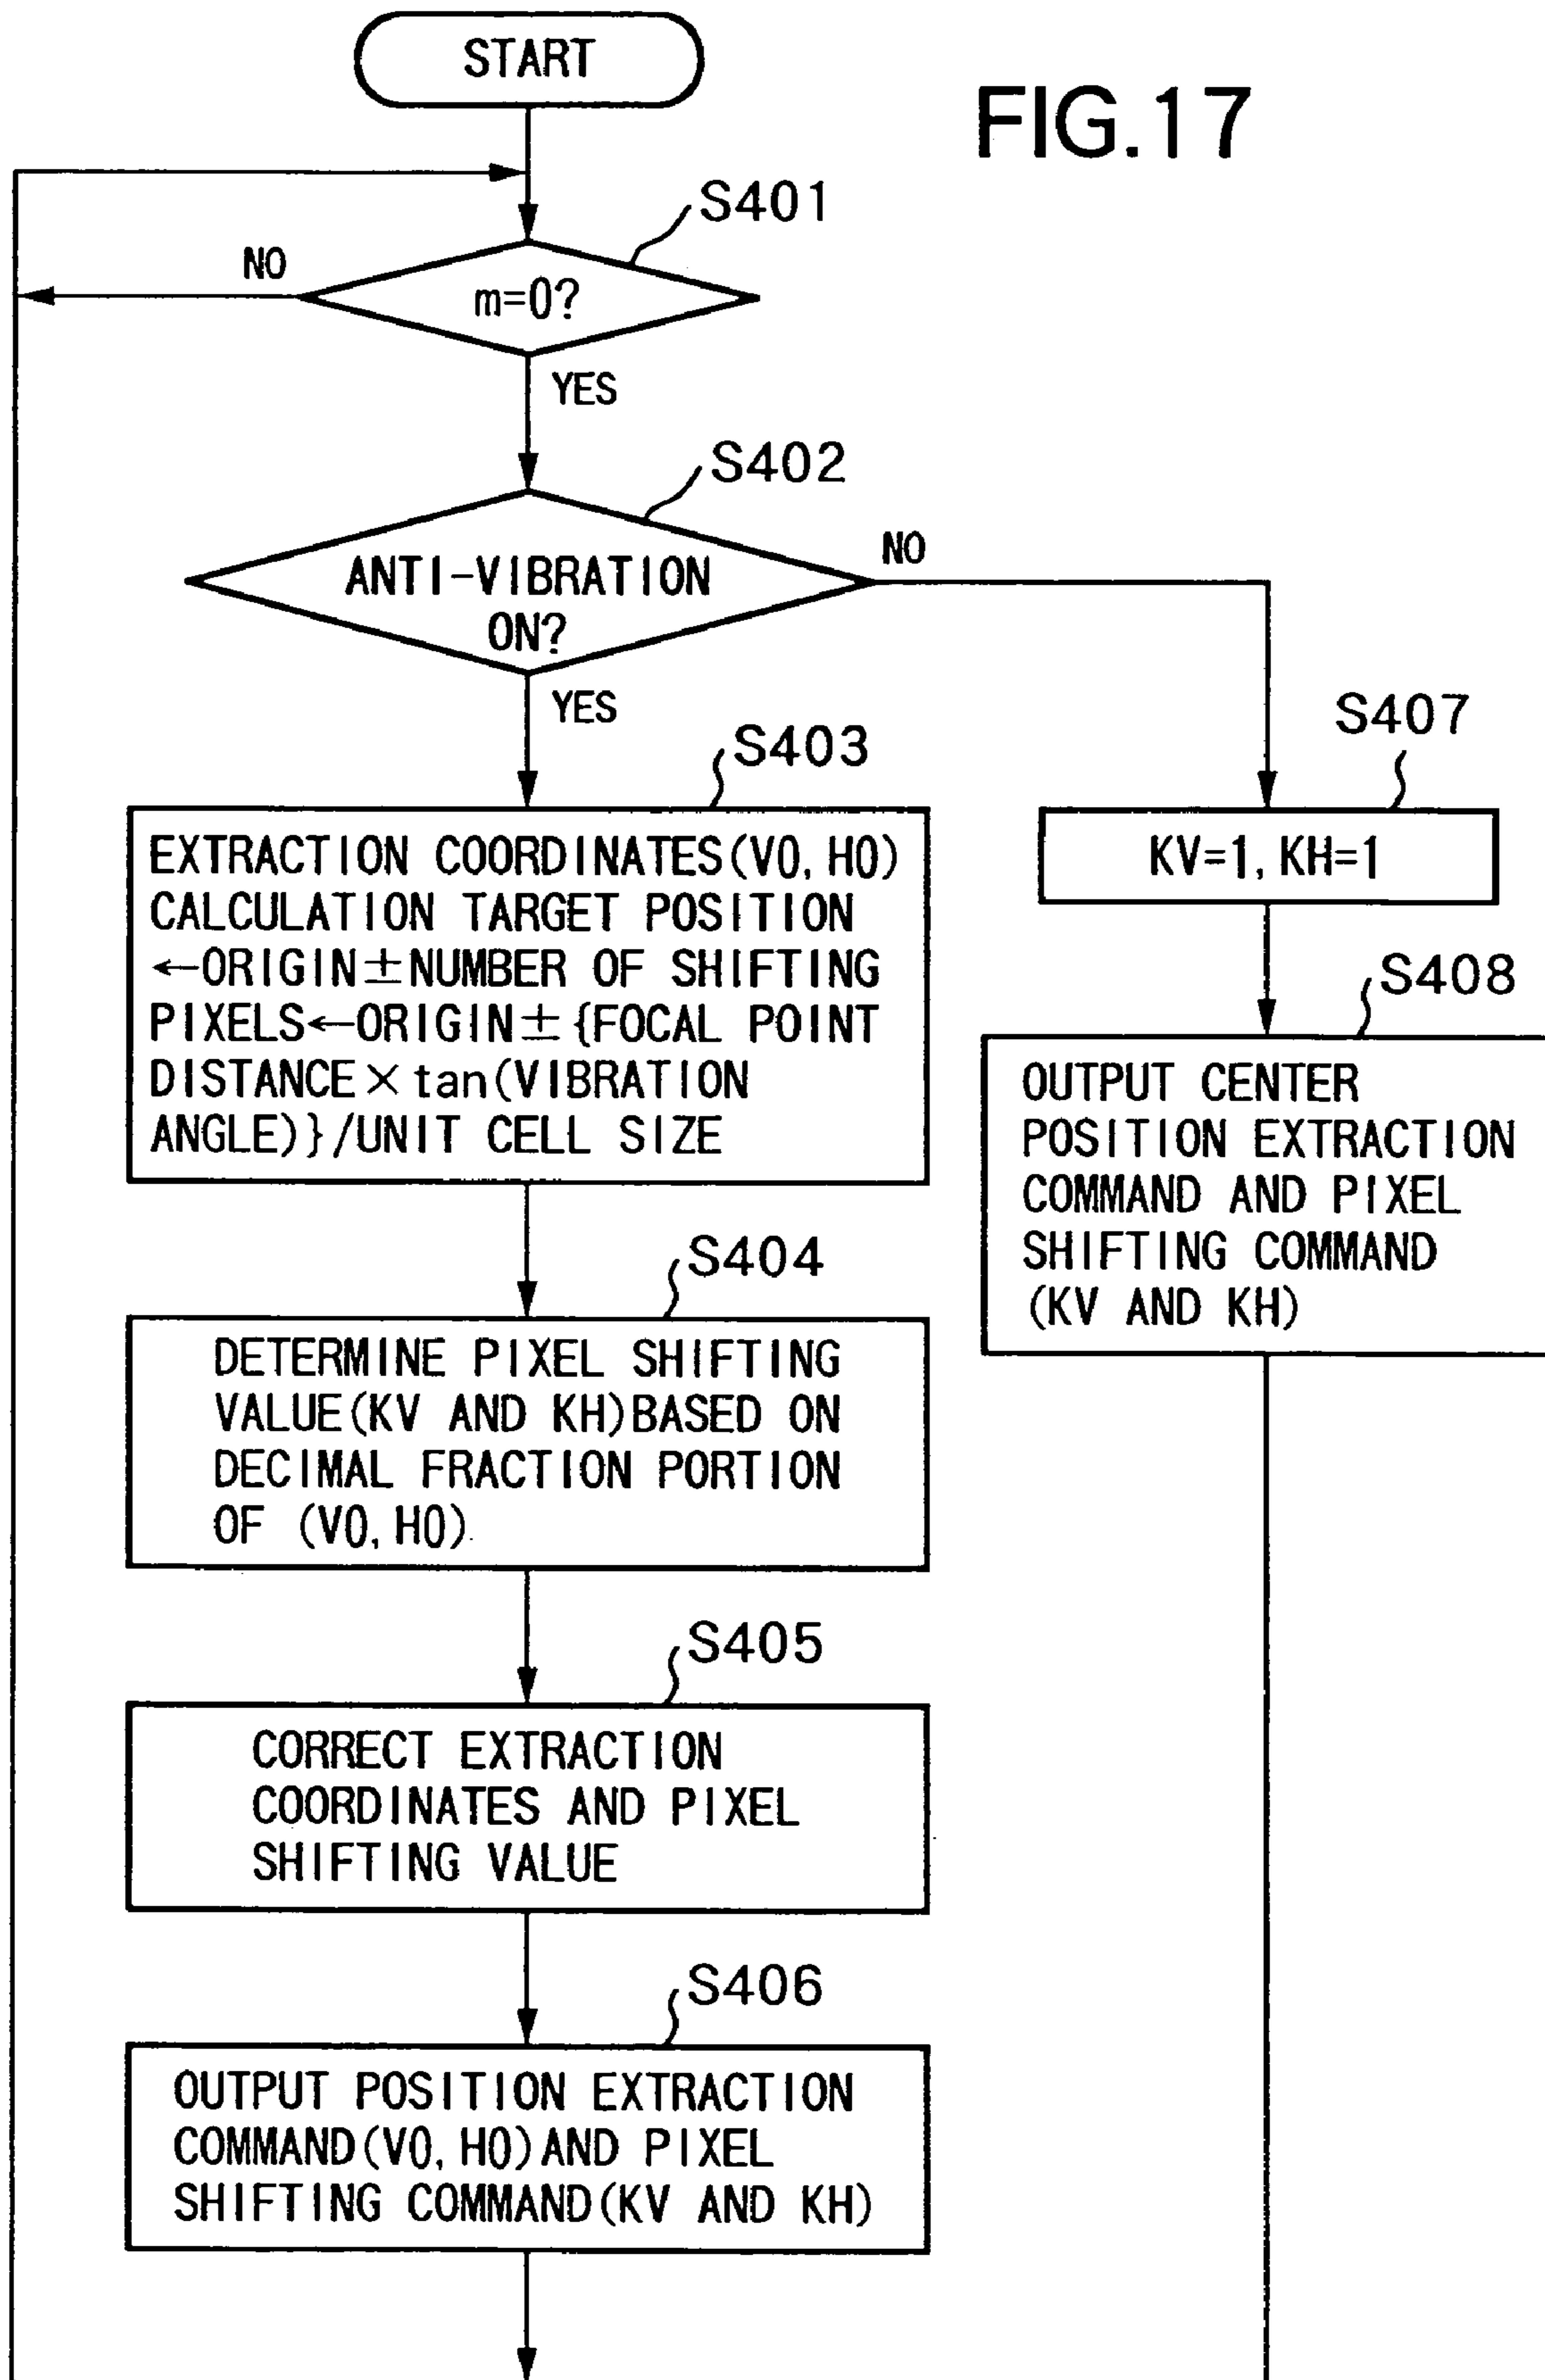 START
FIG.17
S401
NO
m=0?
YES
S402
NO
ANTI-VIBRATION
ON?
YES
S407
S403
EXTRACTION COORDINATES(V0, H0)
CALCULATION TARGET POSITION
←ORIGIN±NUMBER OF SHIFTING
PIXELS←ORIGIN±{FOCAL POINT
DISTANCE×tan(VIBRATION
ANGLE)}/UNIT CELL SIZE
KV=1, KH=1
S408
OUTPUT CENTER
POSITION EXTRACTION
COMMAND AND PIXEL
SHIFTING COMMAND
(KV AND KH)
S404
DETERMINE PIXEL SHIFTING
VALUE(KV AND KH)BASED ON
DECIMAL FRACTION PORTION
OF (V0, H0).
S405
CORRECT EXTRACTION
COORDINATES AND PIXEL
SHIFTING VALUE
S406
OUTPUT POSITION EXTRACTION
COMMAND(V0, H0)AND PIXEL
SHIFTING COMMAND(KV AND KH)